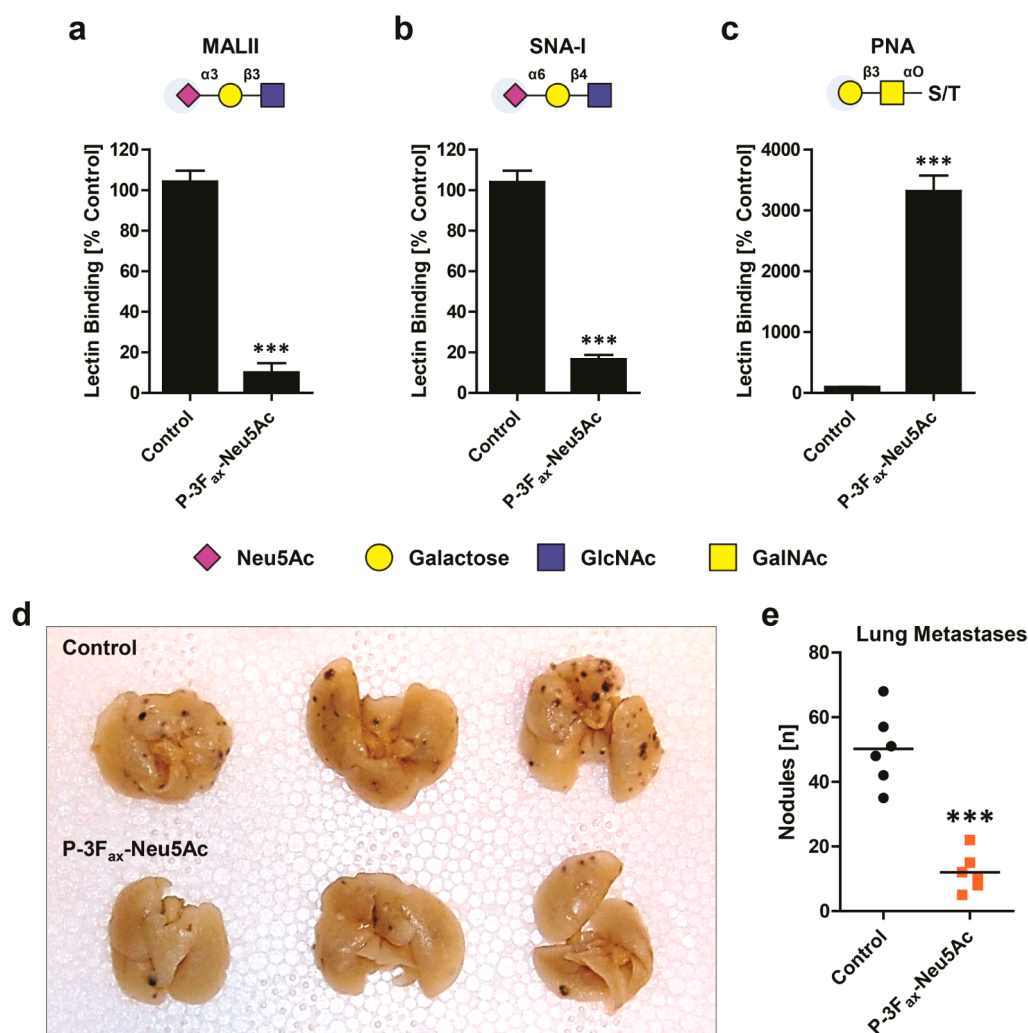 a
MALII
α3 β3
Lectin Binding [% Control]
120
100
80
60
40
20
0
***
Control
P-3Fax-Neu5Ac
b
SNA-I
α6 β4
Lectin Binding [% Control]
120
100
80
60
40
20
0
***
Control
P-3Fax-Neu5Ac
c
PNA
β3 αO
S/T
Lectin Binding [% Control]
4000
3000
2000
1000
0
***
Control
P-3Fax-Neu5Ac
Neu5Ac Galactose GlcNAc GalNAc
d
Control
P-3Fax-Neu5Ac
e
Lung Metastases
Nodules [n]
80
60
40
20
0
***
Control
P-3Fax-Neu5Ac